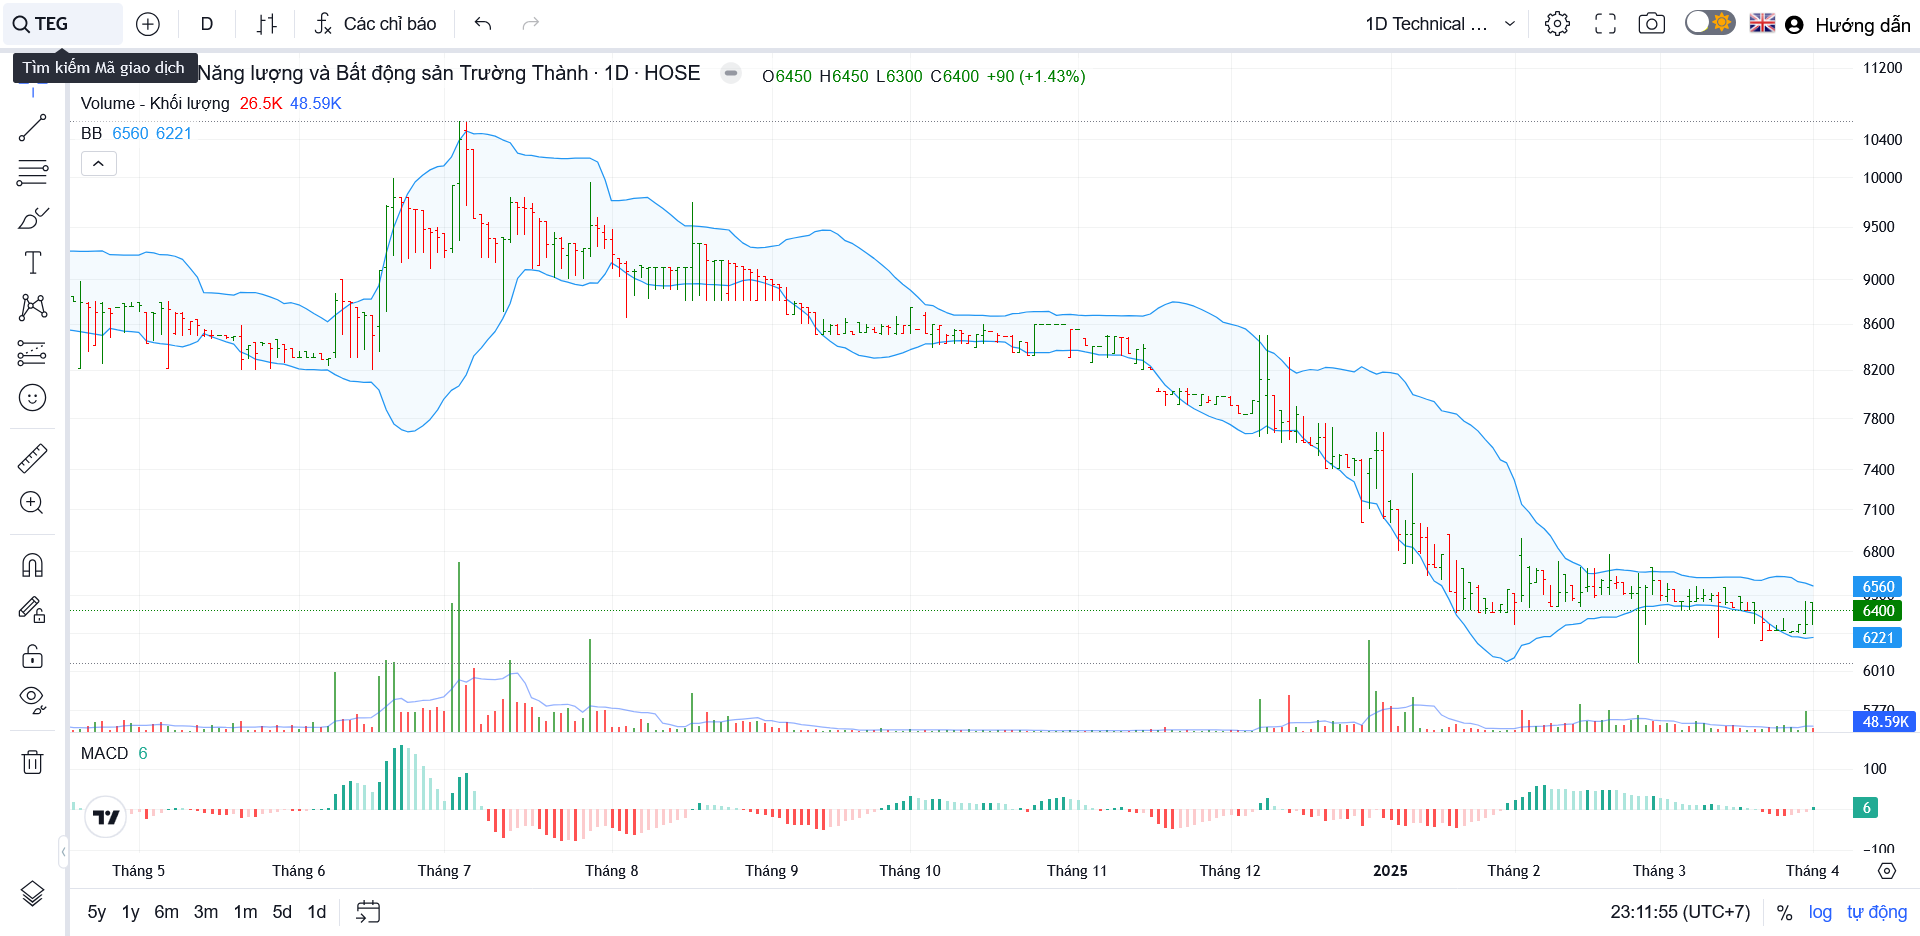 TEG
D
Các chỉ báo
1D Technical ...
Hướng dẫn
Tìm kiếm Mã giao dịch
Năng lượng và Bất động sản Trường Thành · 1D · HOSE
O6450 H6450 L6300 C6400 +90 (+1.43%)
Volume - Khối lượng 26.5K 48.59K
BB 6560 6221
11200
10400
10000
9500
9000
8600
8200
7800
7400
7100
6800
6560
6400
6221
6010
5770
48.59K
MACD 6
100
6
−100
Tháng 5 Tháng 6 Tháng 7 Tháng 8 Tháng 9 Tháng 10 Tháng 11 Tháng 12 2025 Tháng 2 Tháng 3 Tháng 4
5y 1y 6m 3m 1m 5d 1d
23:11:55 (UTC+7) % log tự động